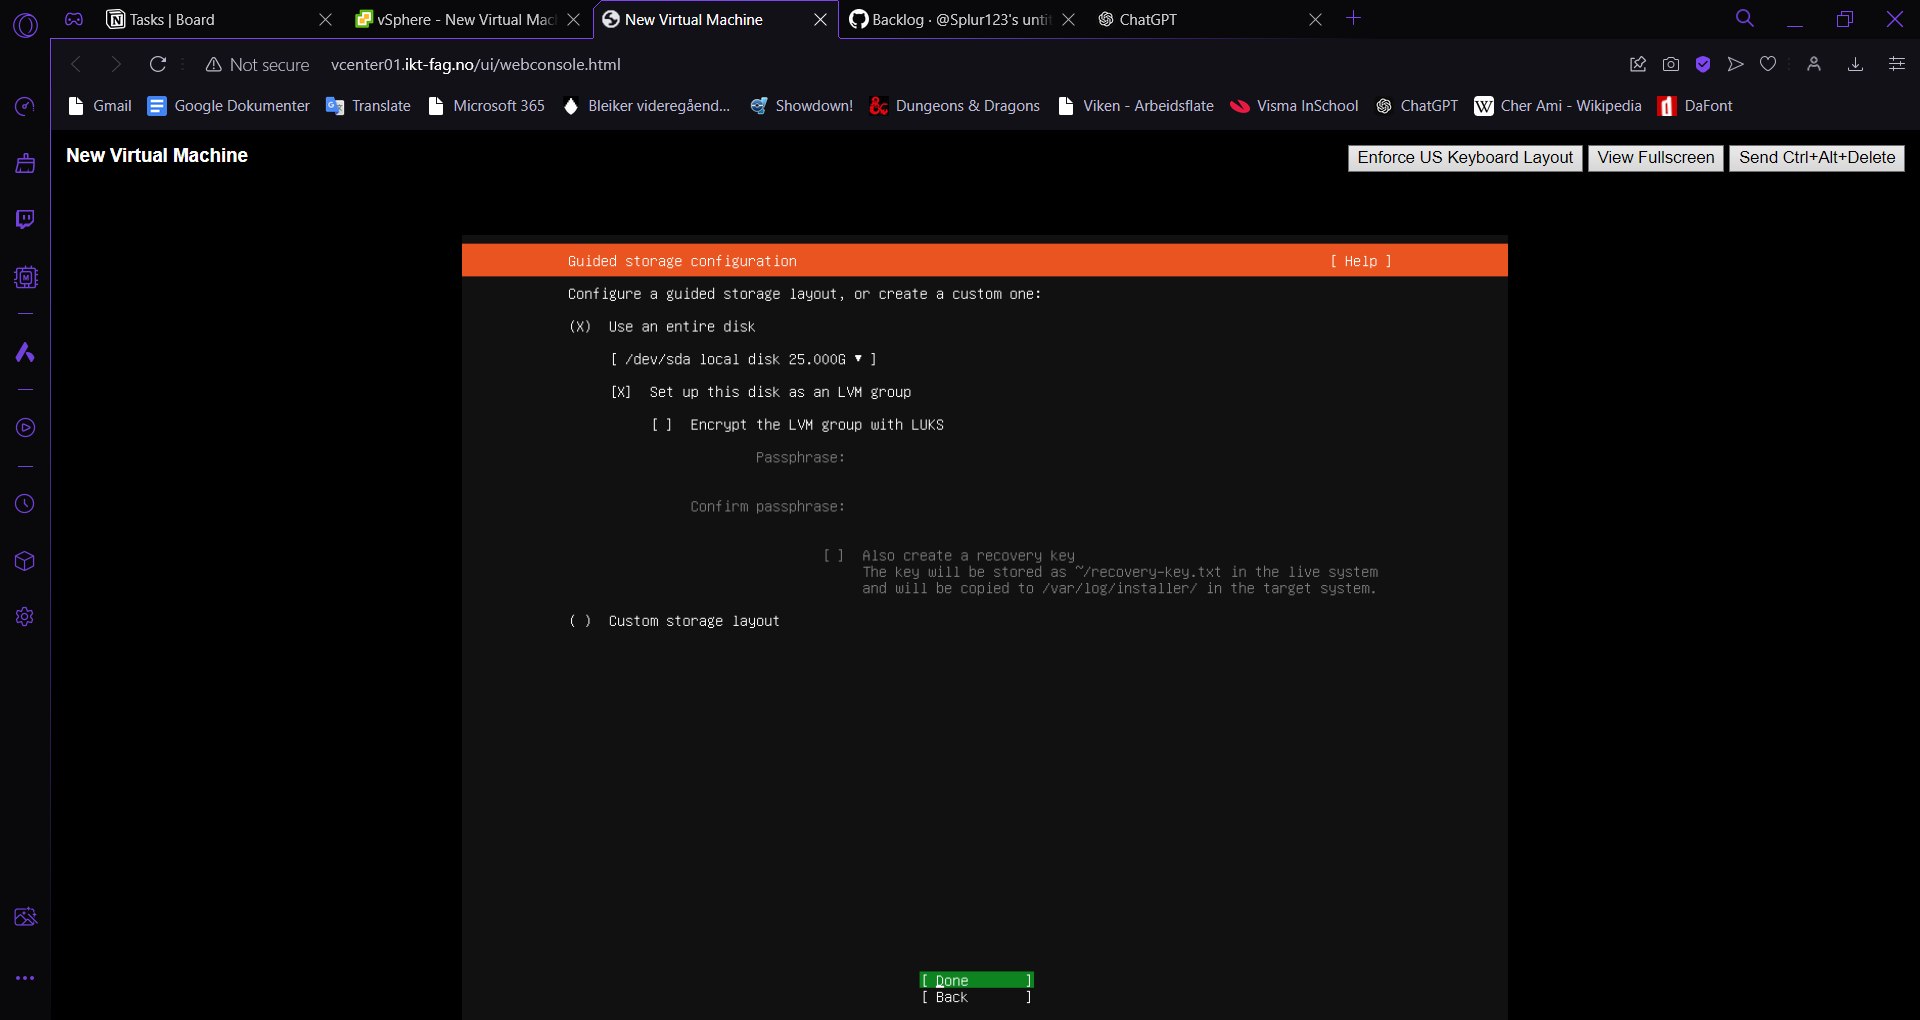 Tasks | Board
vSphere - New Virtual Mac
New Virtual Machine
Backlog · @Splur123's unti
ChatGPT
Not secure
vcenter01.ikt-fag.no/ui/webconsole.html
Gmail
Google Dokumenter
Translate
Microsoft 365
Bleiker videregåend...
Showdown!
Dungeons & Dragons
Viken - Arbeidsflate
Visma InSchool
ChatGPT
W Cher Ami - Wikipedia
DaFont
New Virtual Machine
Enforce US Keyboard Layout
View Fullscreen
Send Ctrl+Alt+Delete
Guided storage configuration
[ Help ]
Configure a guided storage layout, or create a custom one:
(X) Use an entire disk
[ /dev/sda local disk 25.000G ▾ ]
[X] Set up this disk as an LVM group
[ ] Encrypt the LVM group with LUKS
Passphrase:
Confirm passphrase:
[ ] Also create a recovery key
The key will be stored as ~/recovery-key.txt in the live system
and will be copied to /var/log/installer/ in the target system.
( ) Custom storage layout
[ Done ]
[ Back ]